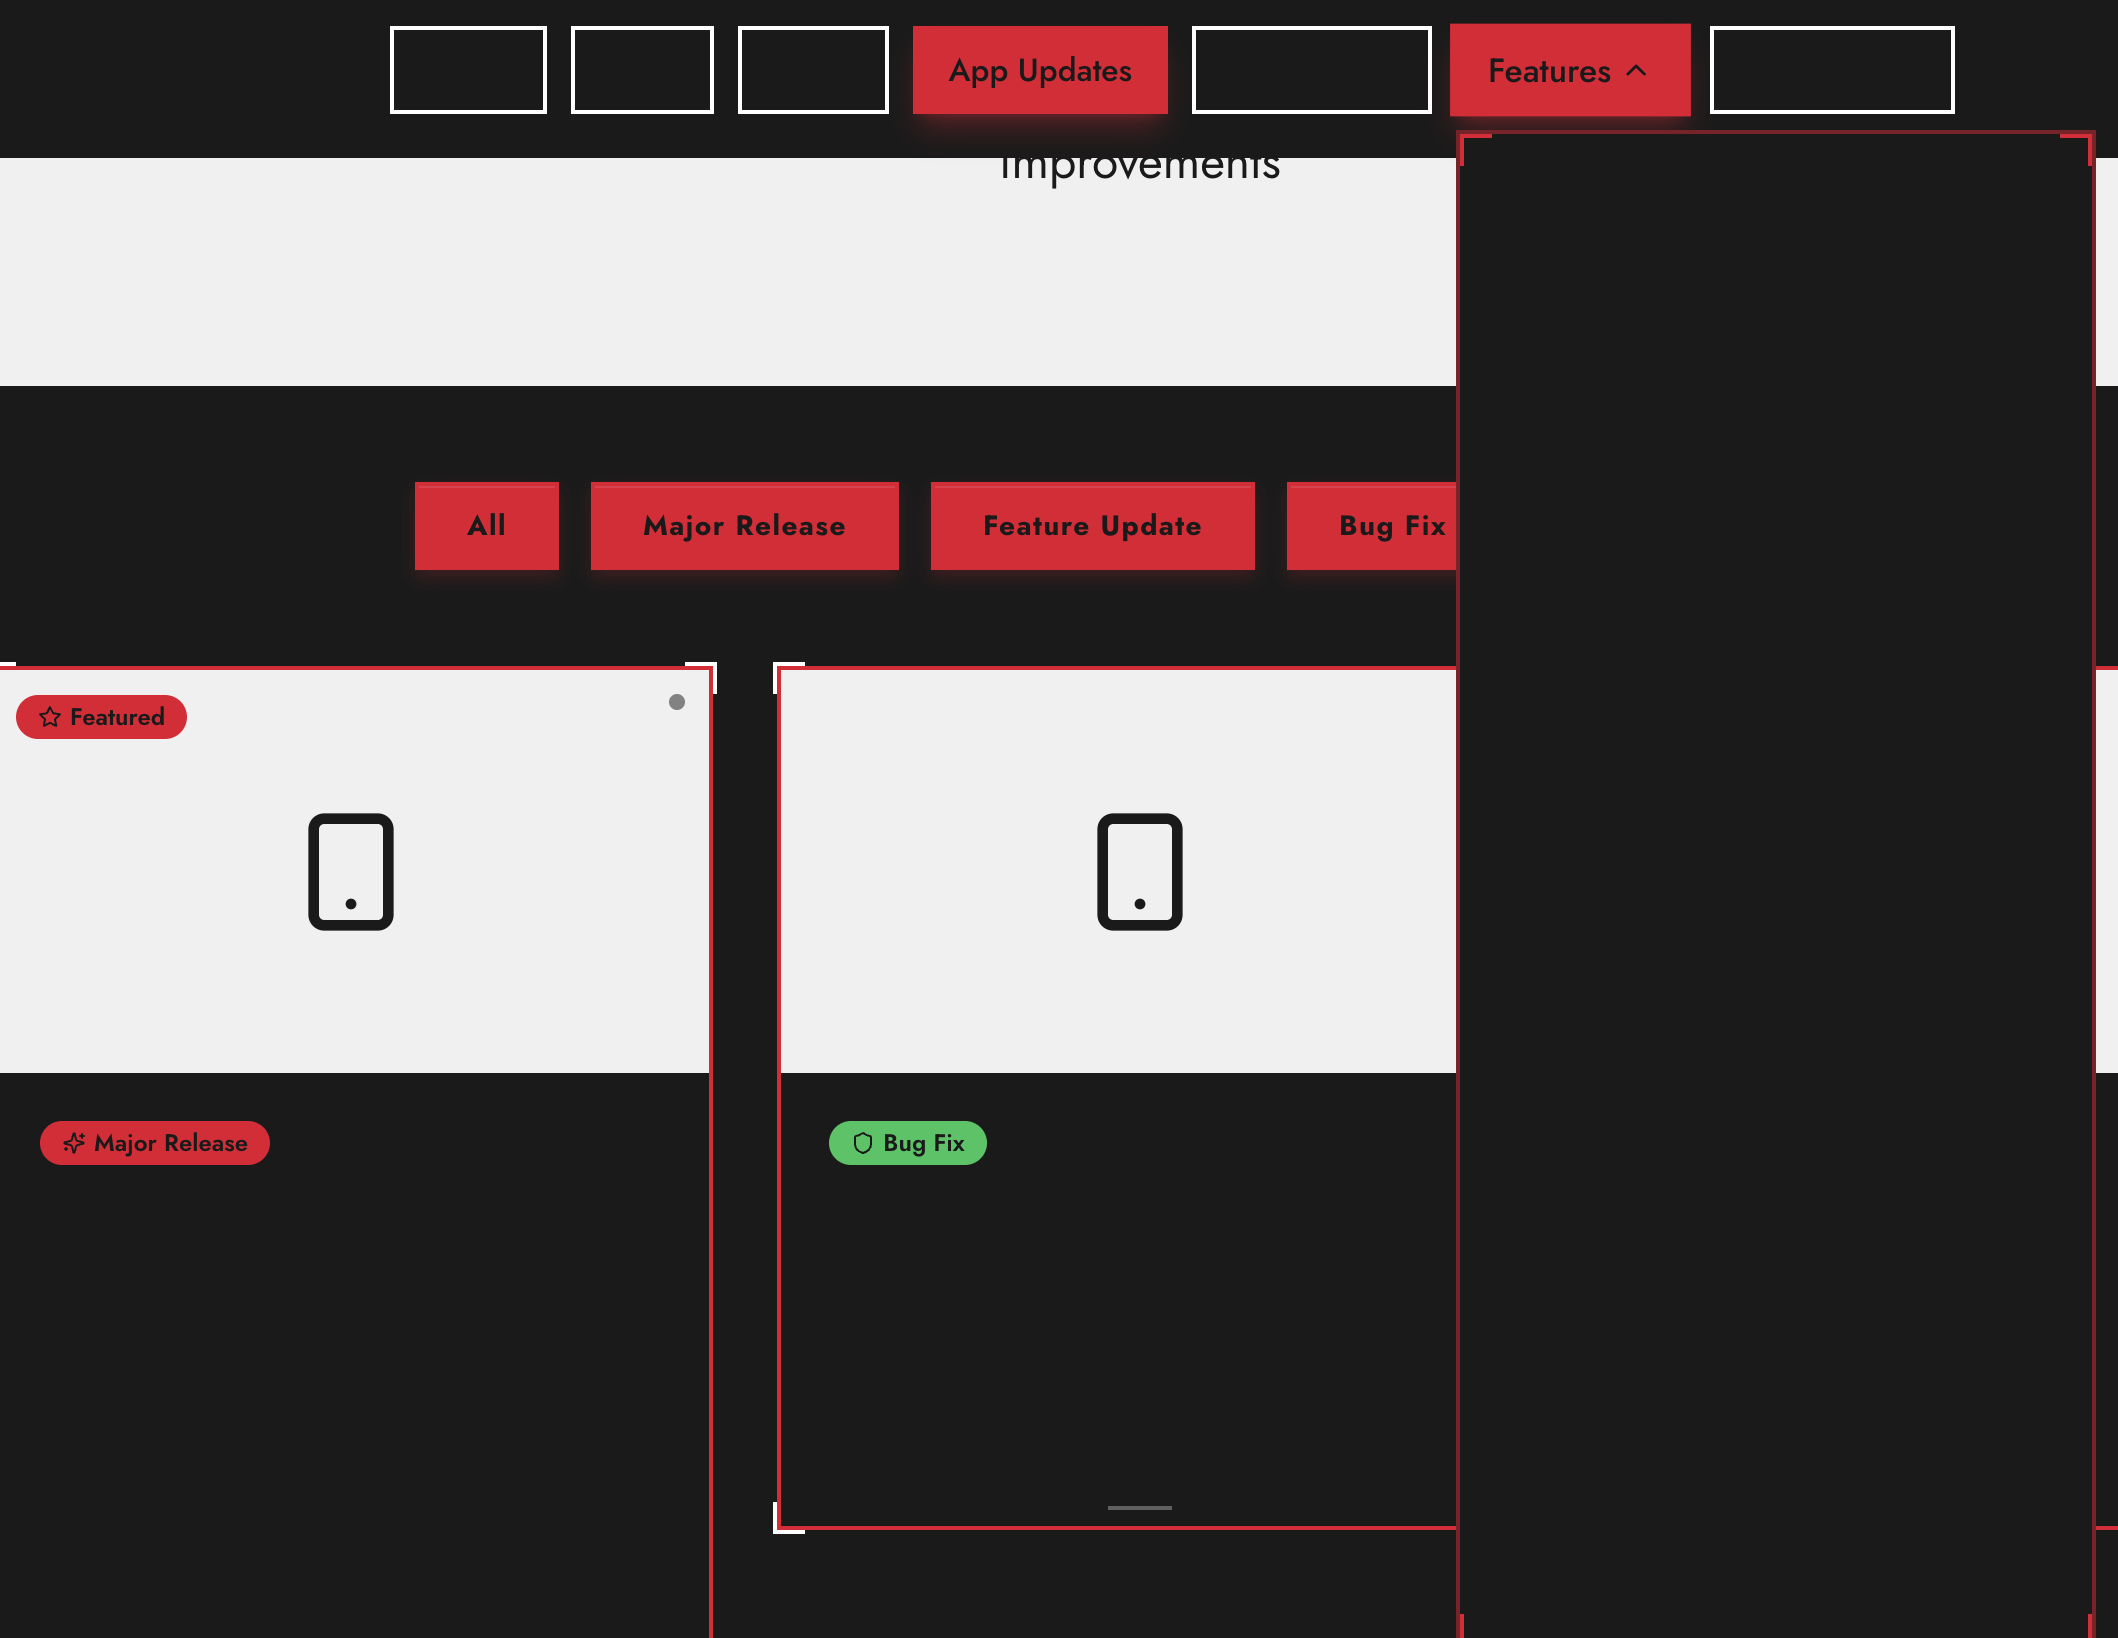 App Updates
Features
improvements
All
Major Release
Feature Update
Bug Fix
Featured
Major Release
Bug Fix